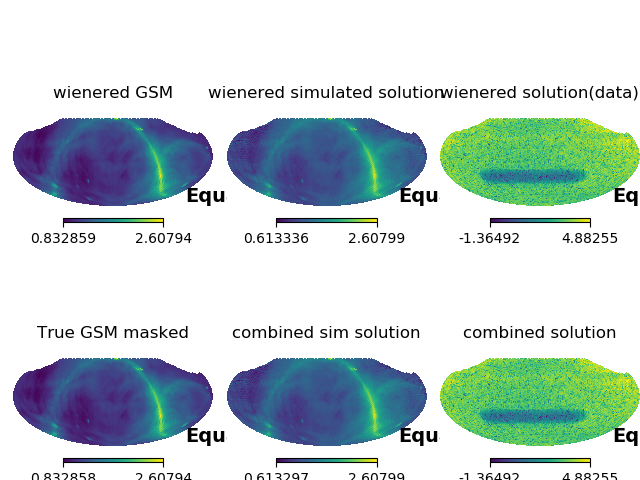 wienered GSM
wienered simulated solution
wienered solution(data)
Equ
Equ
Eq
0.832859 2.60794
0.613336 2.60799
-1.36492 4.88255
True GSM masked
combined sim solution
combined solution
Equ
Equ
Eq
0.832858 2.60794
0.613297 2.60799
-1.36492 4.88255